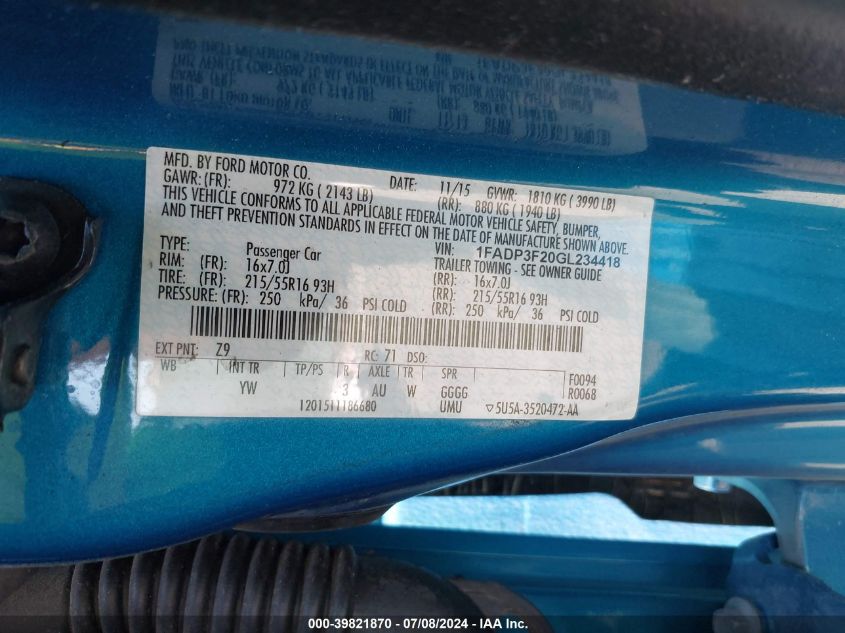 MFD. BY FORD MOTOR CO.
DATE: 11/15 GVWR: 1810 KG ( 3990 LB)
GAWR: (FR): 972 KG ( 2143 LB) (RR): 880 KG ( 1940 LB)
THIS VEHICLE CONFORMS TO ALL APPLICABLE FEDERAL MOTOR VEHICLE SAFETY, BUMPER,
AND THEFT PREVENTION STANDARDS IN EFFECT ON THE DATE OF MANUFACTURE SHOWN ABOVE.
VIN: 1FADP3F20GL234418
TYPE: Passenger Car TRAILER TOWING - SEE OWNER GUIDE
RIM: (FR): 16x7.0J (RR): 16x7.0J
TIRE: (FR): 215/55R16 93H (RR): 215/55R16 93H
PRESSURE: (FR): 250 kPa/ 36 PSI COLD (RR): 250 kPa/ 36 PSI COLD
EXT PNT: Z9 RC: 71 DSO:
WB INT TR TP/PS R AXLE TR SPR F0094
YW 3 AU W GGGG R0068
1201511186680 UMU ▽5U5A-3520472-AA
000-39821870 - 07/08/2024 - IAA, Inc.